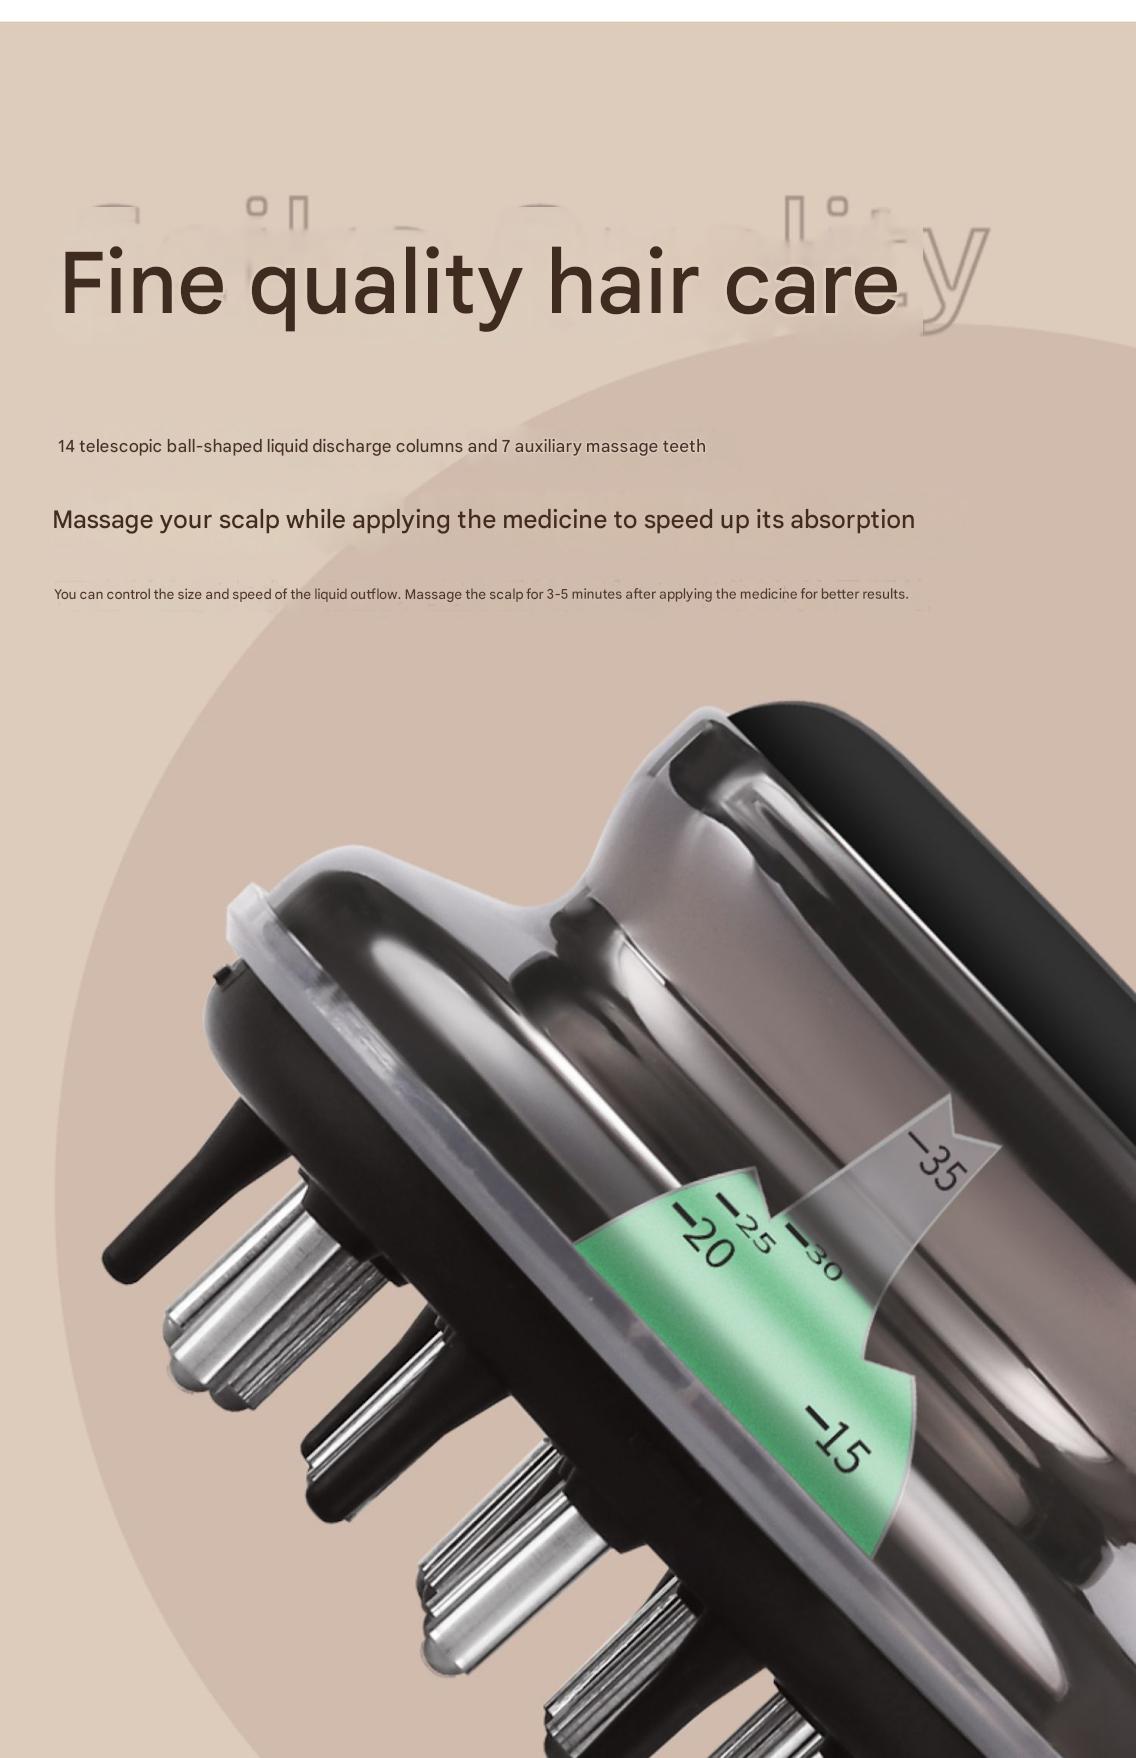 Fine quality hair care
14 telescopic ball-shaped liquid discharge columns and 7 auxiliary massage teeth
Massage your scalp while applying the medicine to speed up its absorption
You can control the size and speed of the liquid outflow. Massage the scalp for 3-5 minutes after applying the medicine for better results.
-35
-20
-25
-30
-15